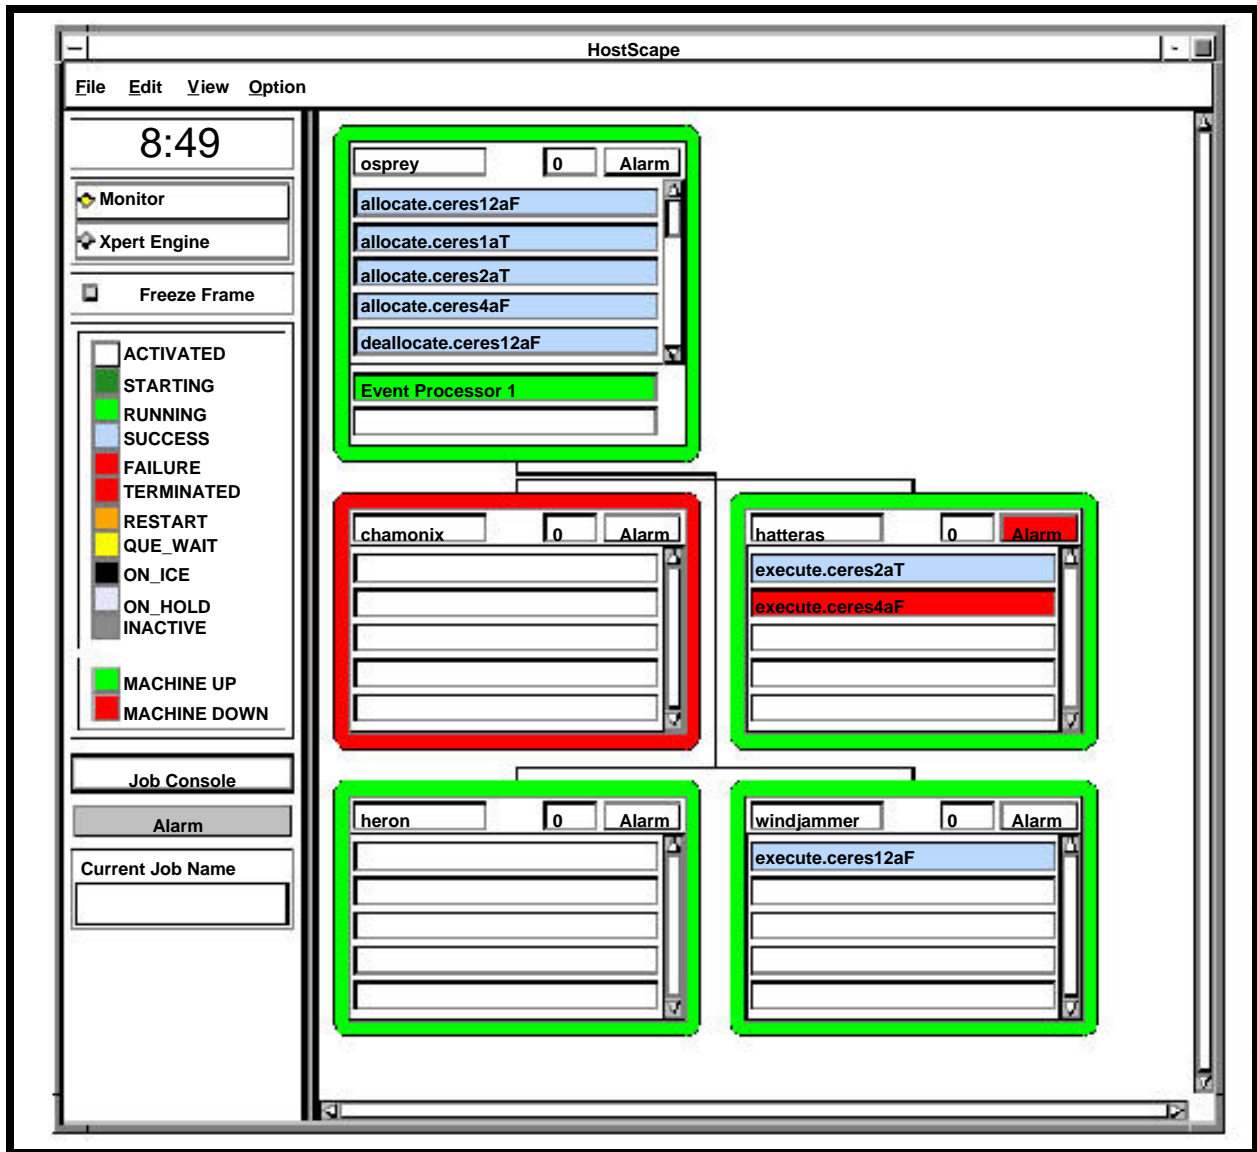 HostScape
File Edit View Option
8:49
Monitor
Xpert Engine
Freeze Frame
ACTIVATED
STARTING
RUNNING
SUCCESS
FAILURE
TERMINATED
RESTART
QUE_WAIT
ON_ICE
ON_HOLD
INACTIVE
MACHINE UP
MACHINE DOWN
Job Console
Alarm
Current Job Name
osprey 0 Alarm
allocate.ceres12aF
allocate.ceres1aT
allocate.ceres2aT
allocate.ceres4aF
deallocate.ceres12aF
Event Processor 1
chamonix 0 Alarm
hatteras 0 Alarm
execute.ceres2aT
execute.ceres4aF
heron 0 Alarm
windjammer 0 Alarm
execute.ceres12aF